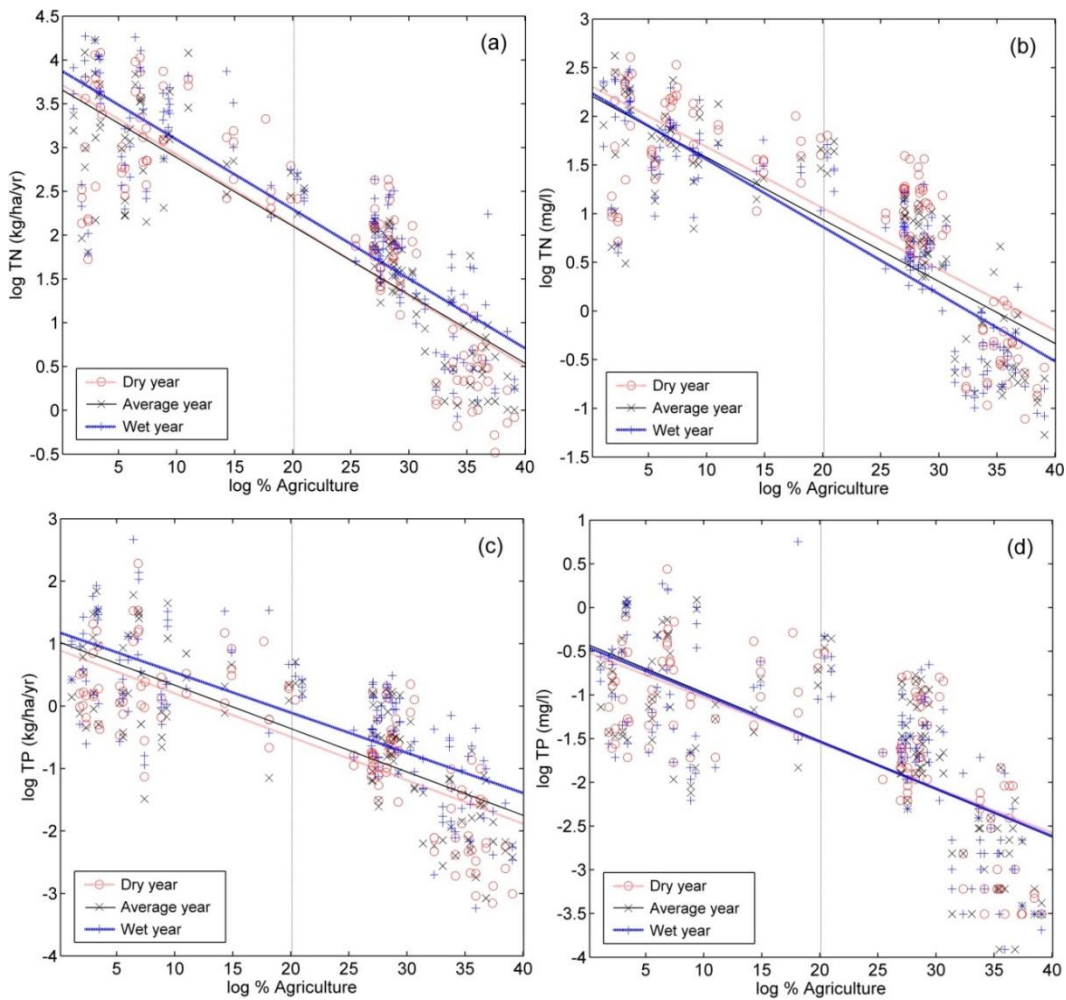 4.5
4
3.5
3
2.5
2
1.5
1
0.5
0
-0.5
log TN (kg/ha/yr)
(a)
Dry year
Average year
Wet year
5 10 15 20 25 30 35 40
log % Agriculture
3
2.5
2
1.5
1
0.5
0
-0.5
-1
-1.5
log TN (mg/l)
(b)
Dry year
Average year
Wet year
5 10 15 20 25 30 35 40
log % Agriculture
3
2
1
0
-1
-2
-3
-4
log TP (kg/ha/yr)
(c)
Dry year
Average year
Wet year
5 10 15 20 25 30 35 40
log % Agriculture
1
0.5
0
-0.5
-1
-1.5
-2
-2.5
-3
-3.5
-4
log TP (mg/l)
(d)
Dry year
Average year
Wet year
5 10 15 20 25 30 35 40
log % Agriculture